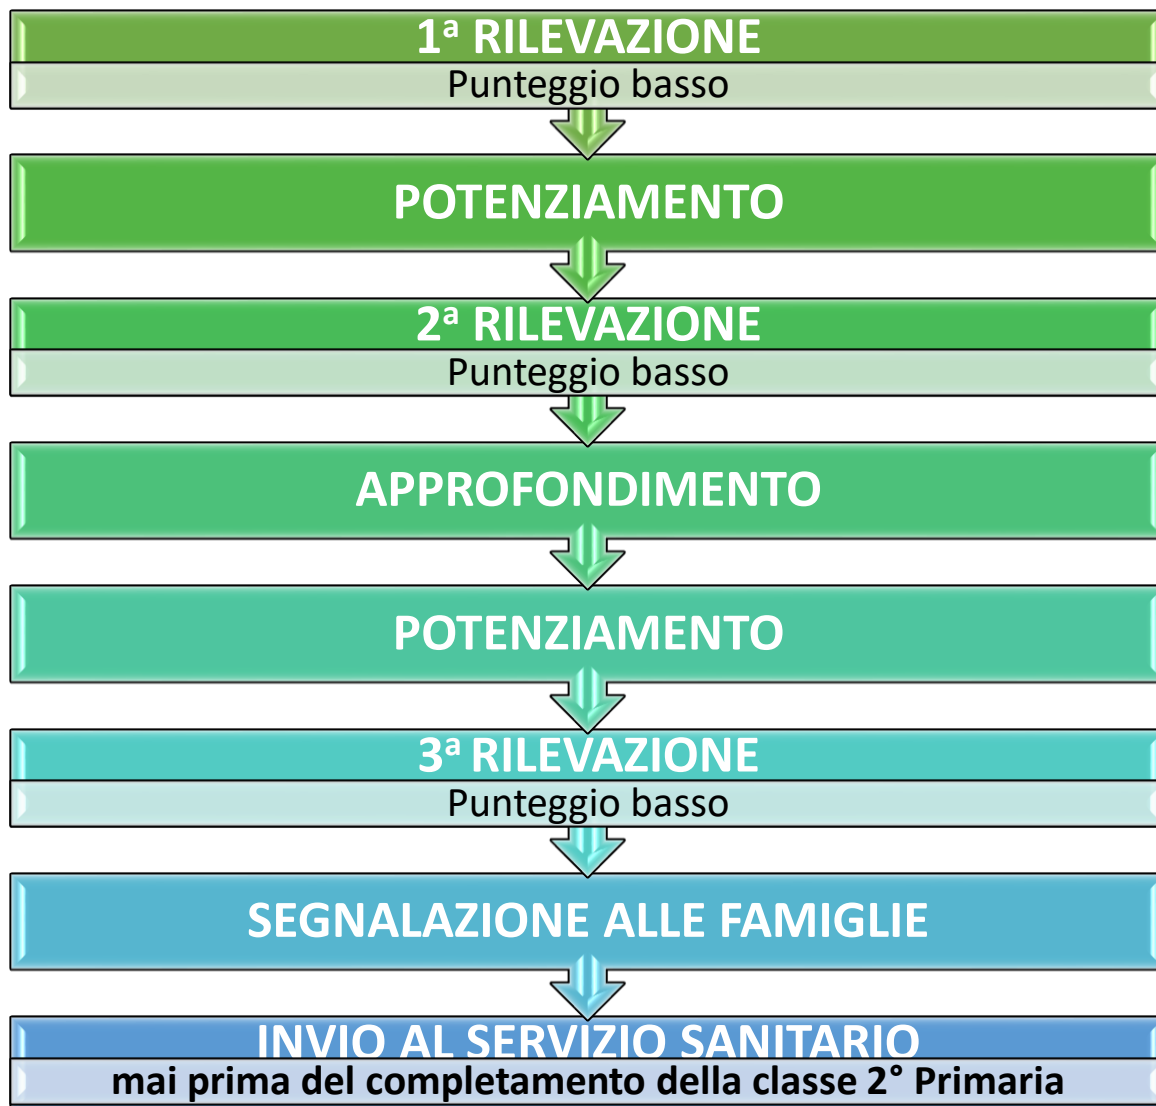 1ª RILEVAZIONE
Punteggio basso
POTENZIAMENTO
2ª RILEVAZIONE
Punteggio basso
APPROFONDIMENTO
POTENZIAMENTO
3ª RILEVAZIONE
Punteggio basso
SEGNALAZIONE ALLE FAMIGLIE
INVIO AL SERVIZIO SANITARIO
mai prima del completamento della classe 2° Primaria